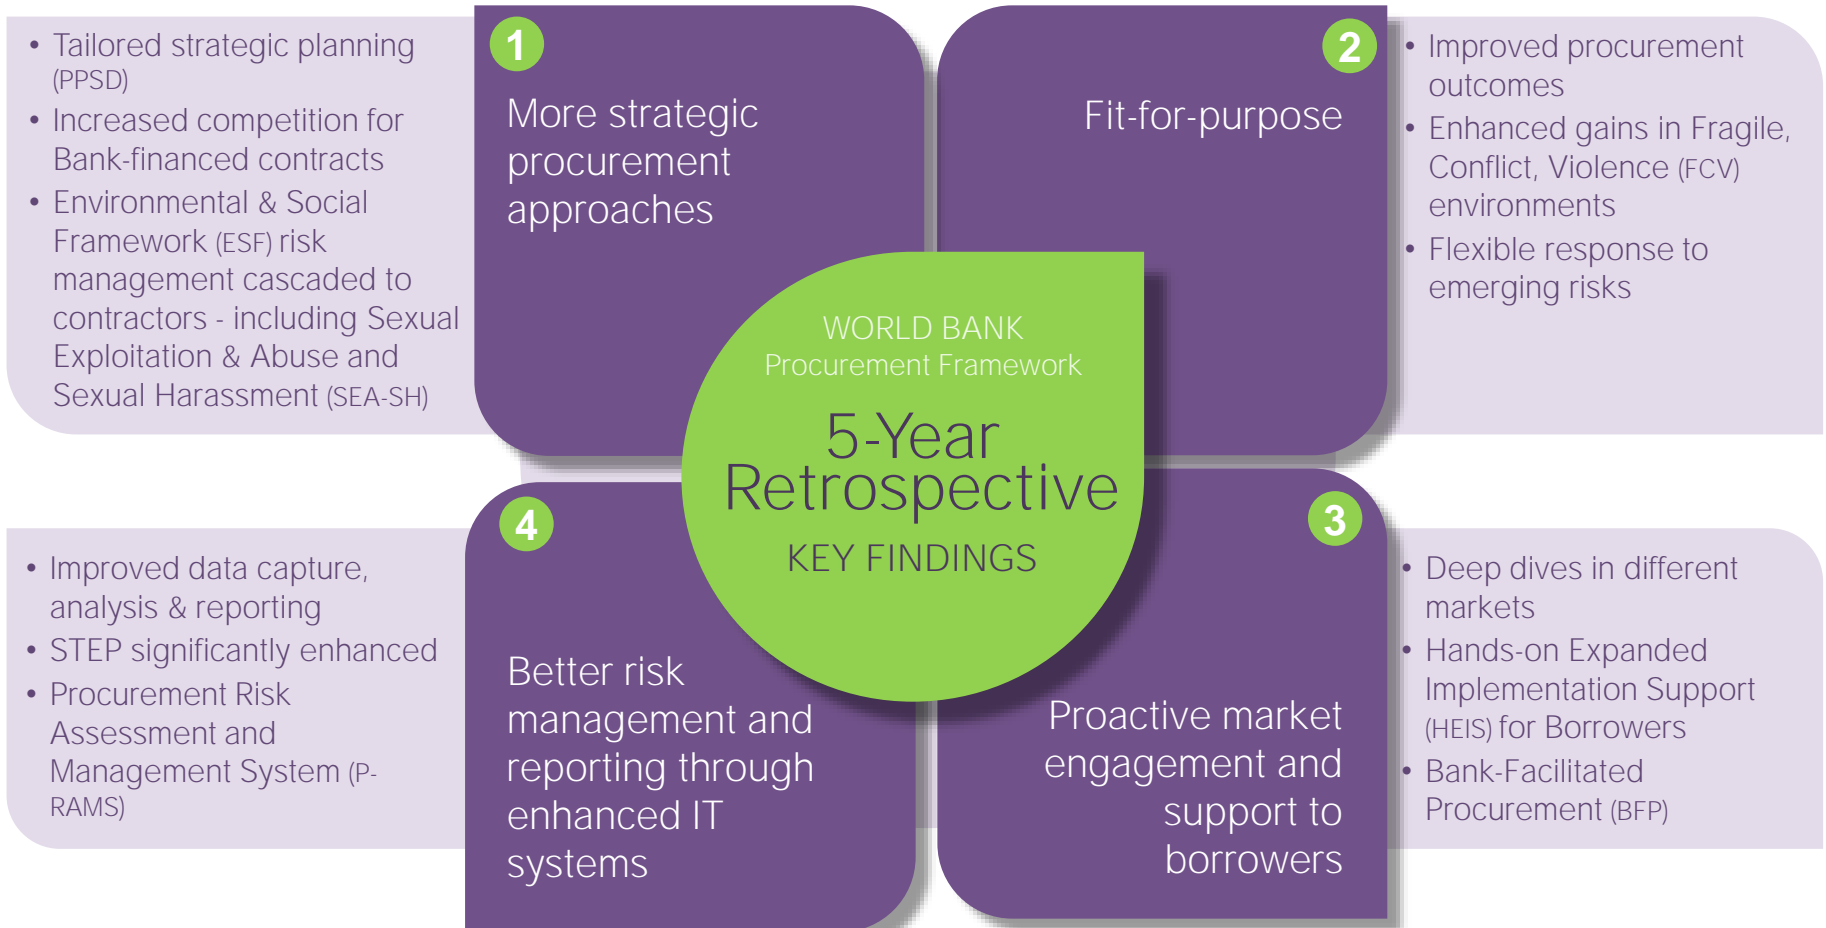 • Tailored strategic planning
(PPSD)
• Increased competition for
Bank-financed contracts
• Environmental & Social
Framework (ESF) risk
management cascaded to
contractors - including Sexual
Exploitation & Abuse and
Sexual Harassment (SEA-SH)
1
More strategic
procurement
approaches
2
Fit-for-purpose
• Improved procurement
outcomes
• Enhanced gains in Fragile,
Conflict, Violence (FCV)
environments
• Flexible response to
emerging risks
WORLD BANK
Procurement Framework
5-Year
Retrospective
KEY FINDINGS
3
Proactive market
engagement and
support to
borrowers
• Deep dives in different
markets
• Hands-on Expanded
Implementation Support
(HEIS) for Borrowers
• Bank-Facilitated
Procurement (BFP)
4
Better risk
management and
reporting through
enhanced IT
systems
• Improved data capture,
analysis & reporting
• STEP significantly enhanced
• Procurement Risk
Assessment and
Management System (P-
RAMS)